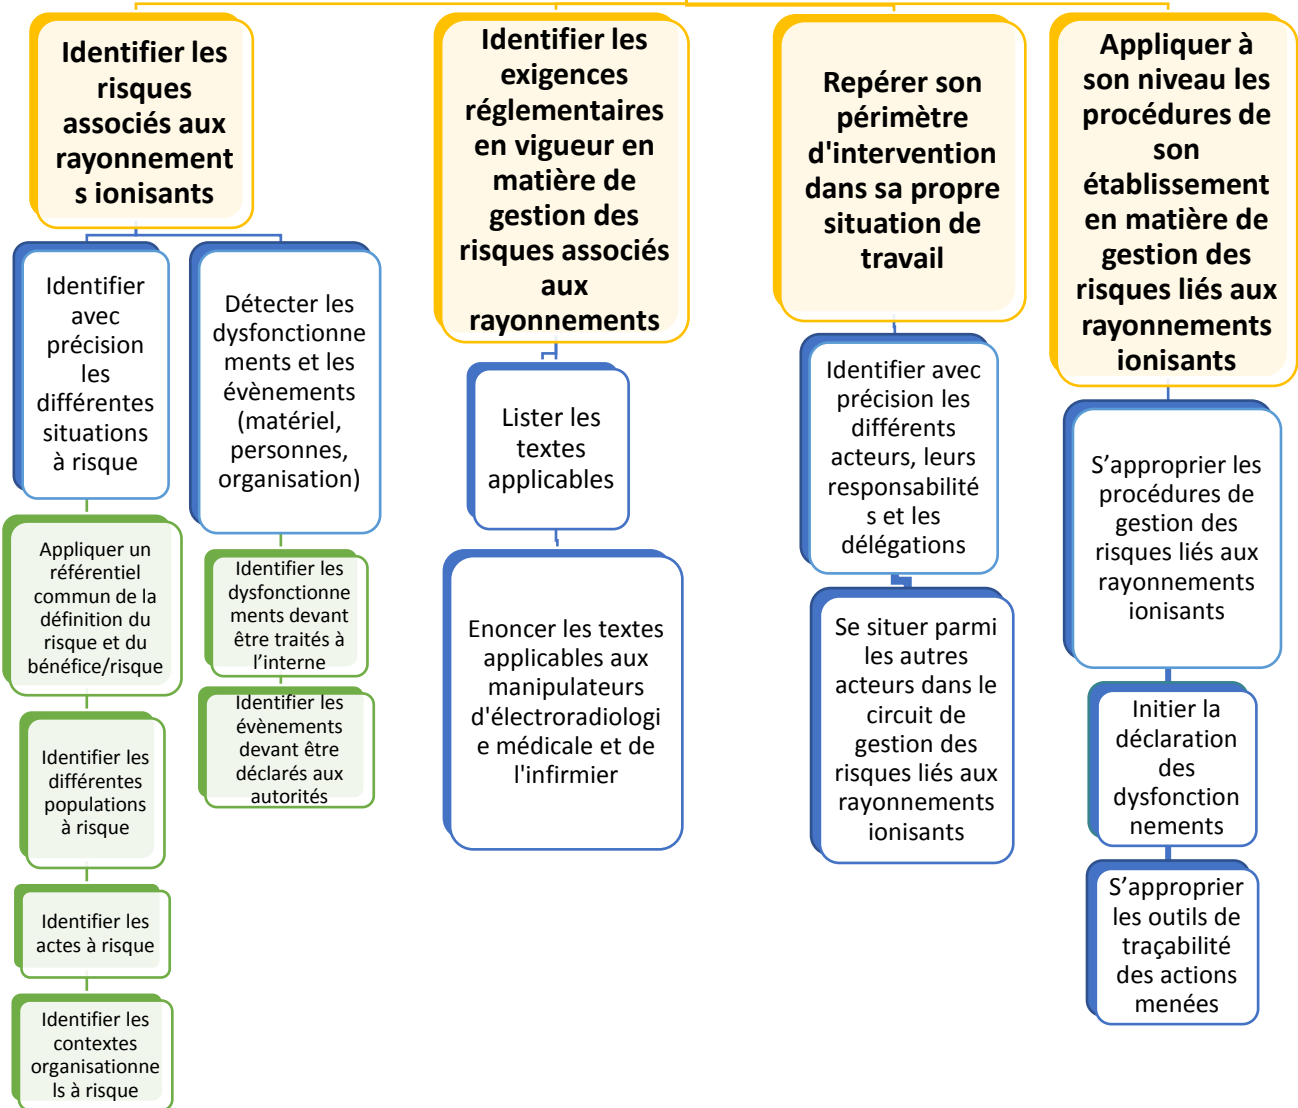 Identifier les
risques
associés aux
rayonnement
s ionisants
Identifier
avec
précision
les
différentes
situations
à risque
Appliquer un
référentiel
commun de la
définition du
risque et du
bénéfice/risque
Identifier les
différentes
populations
à risque
Identifier les
actes à risque
Identifier les
contextes
organisationne
ls à risque
Détecter les
dysfonctionne
ments et les
évènements
(matériel,
personnes,
organisation)
Identifier les
dysfonctionne
ments devant
être traités à
l’interne
Identifier les
évènements
devant être
déclarés aux
autorités
Identifier les
exigences
réglementaires
en vigueur en
matière de
gestion des
risques associés
aux
rayonnements
Lister les
textes
applicables
Enoncer les textes
applicables aux
manipulateurs
d'électroradiologi
e médicale et de
l'infirmier
Repérer son
périmètre
d'intervention
dans sa propre
situation de
travail
Identifier avec
précision les
différents
acteurs, leurs
responsabilité
s et les
délégations
Se situer parmi
les autres
acteurs dans le
circuit de
gestion des
risques liés aux
rayonnements
ionisants
Appliquer à
son niveau les
procédures de
son
établissement
en matière de
gestion des
risques liés aux
rayonnements
ionisants
S’approprier les
procédures de
gestion des
risques liés aux
rayonnements
ionisants
Initier la
déclaration
des
dysfonction
nements
S’approprier
les outils de
traçabilité
des actions
menées